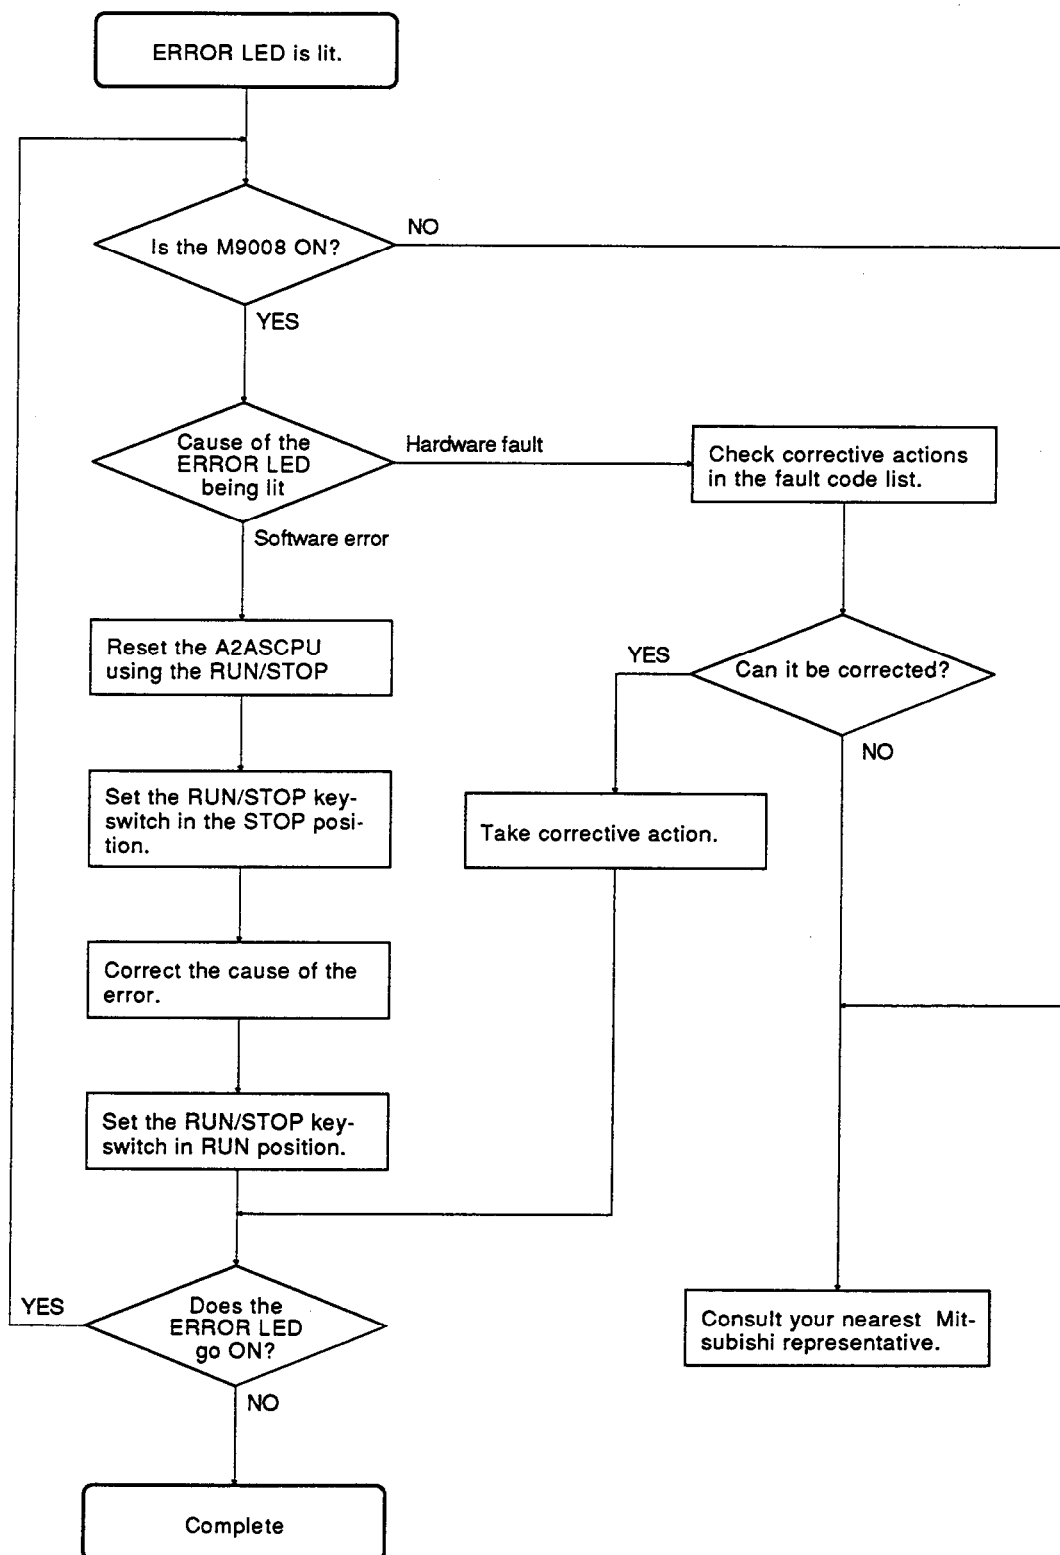 ERROR LED is lit.
Is the M9008 ON?
NO
YES
Cause of the
ERROR LED
being lit
Hardware fault
Check corrective actions
in the fault code list.
Software error
Reset the A2ASCPU
using the RUN/STOP
YES
Can it be corrected?
NO
Set the RUN/STOP key-
switch in the STOP posi-
tion.
Take corrective action.
Correct the cause of the
error.
Set the RUN/STOP key-
switch in RUN position.
YES
Does the
ERROR LED
go ON?
Consult your nearest Mit-
subishi representative.
NO
Complete